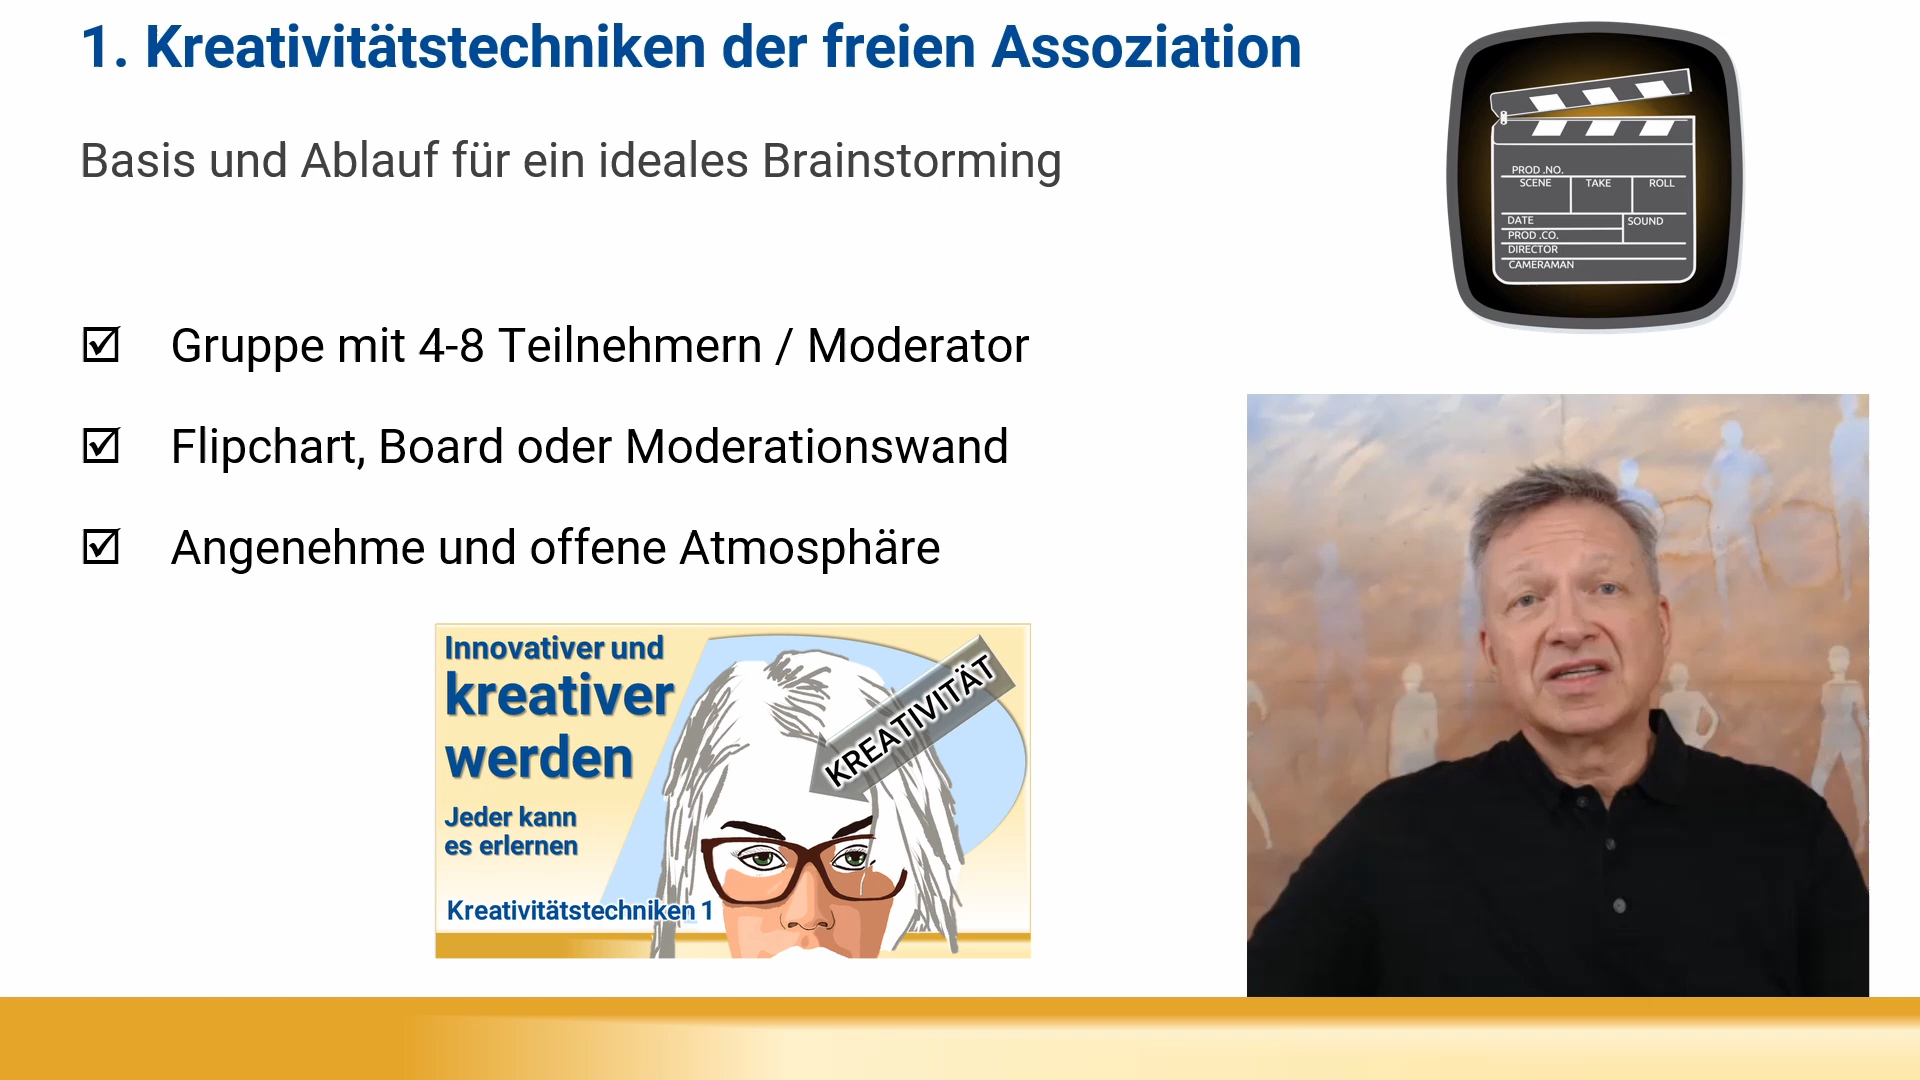 1. Kreativitätstechniken der freien Assoziation
Basis und Ablauf für ein ideales Brainstorming
PROD .NO.
SCENE TAKE ROLL
DATE SOUND
PROD .CO.
DIRECTOR
CAMERAMAN
Gruppe mit 4-8 Teilnehmern / Moderator
Flipchart, Board oder Moderationswand
Angenehme und offene Atmosphäre
Innovativer und
kreativer
werden
Jeder kann
es erlernen
Kreativitätstechniken 1
KREATIVITÄT